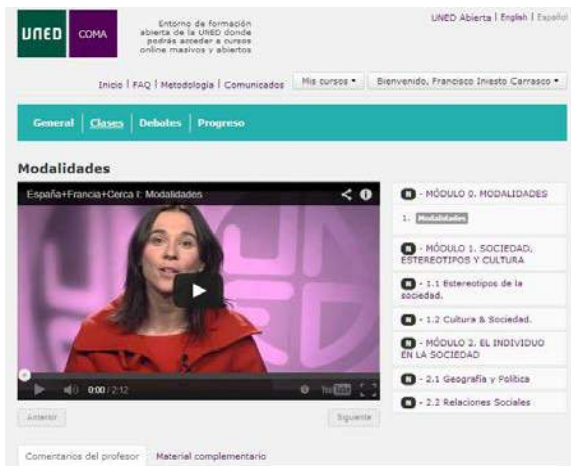 UNED
COMA
Entorno de formación
abierta de la UNED donde
podrás acceder a cursos
online masivos y abiertos
UNED Abierta | English | Español
Inicio | FAQ | Metodología | Comunicados
Mis cursos
Bienvenido, Francisco Iniesto Carrasco
General | Clases | Debates | Progreso
Modalidades
España+Francia+Cerca I: Modalidades
UNED
0:00 / 2:12
YouTube
Anterior
Siguiente
N - MÓDULO 0. MODALIDADES
1. Modalidades
N - MÓDULO 1. SOCIEDAD,
ESTEREOTIPOS Y CULTURA
N - 1.1 Estereotipos de la
sociedad.
N - 1.2 Cultura & Sociedad.
N - MÓDULO 2. EL INDIVIDUO
EN LA SOCIEDAD
N - 2.1 Geografía y Política
N - 2.2 Relaciones Sociales
Comentarios del profesor
Material complementario